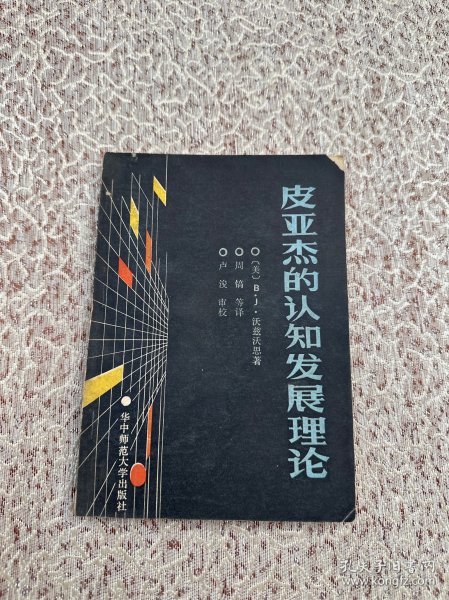 皮亚杰的认知发展理论
〔美〕B·J·沃兹沃思著
周镐等译
卢浚审校
华中师范大学出版社
孔夫子旧书网